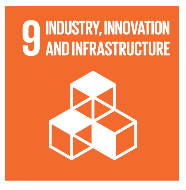 9 INDUSTRY, INNOVATION
AND INFRASTRUCTURE